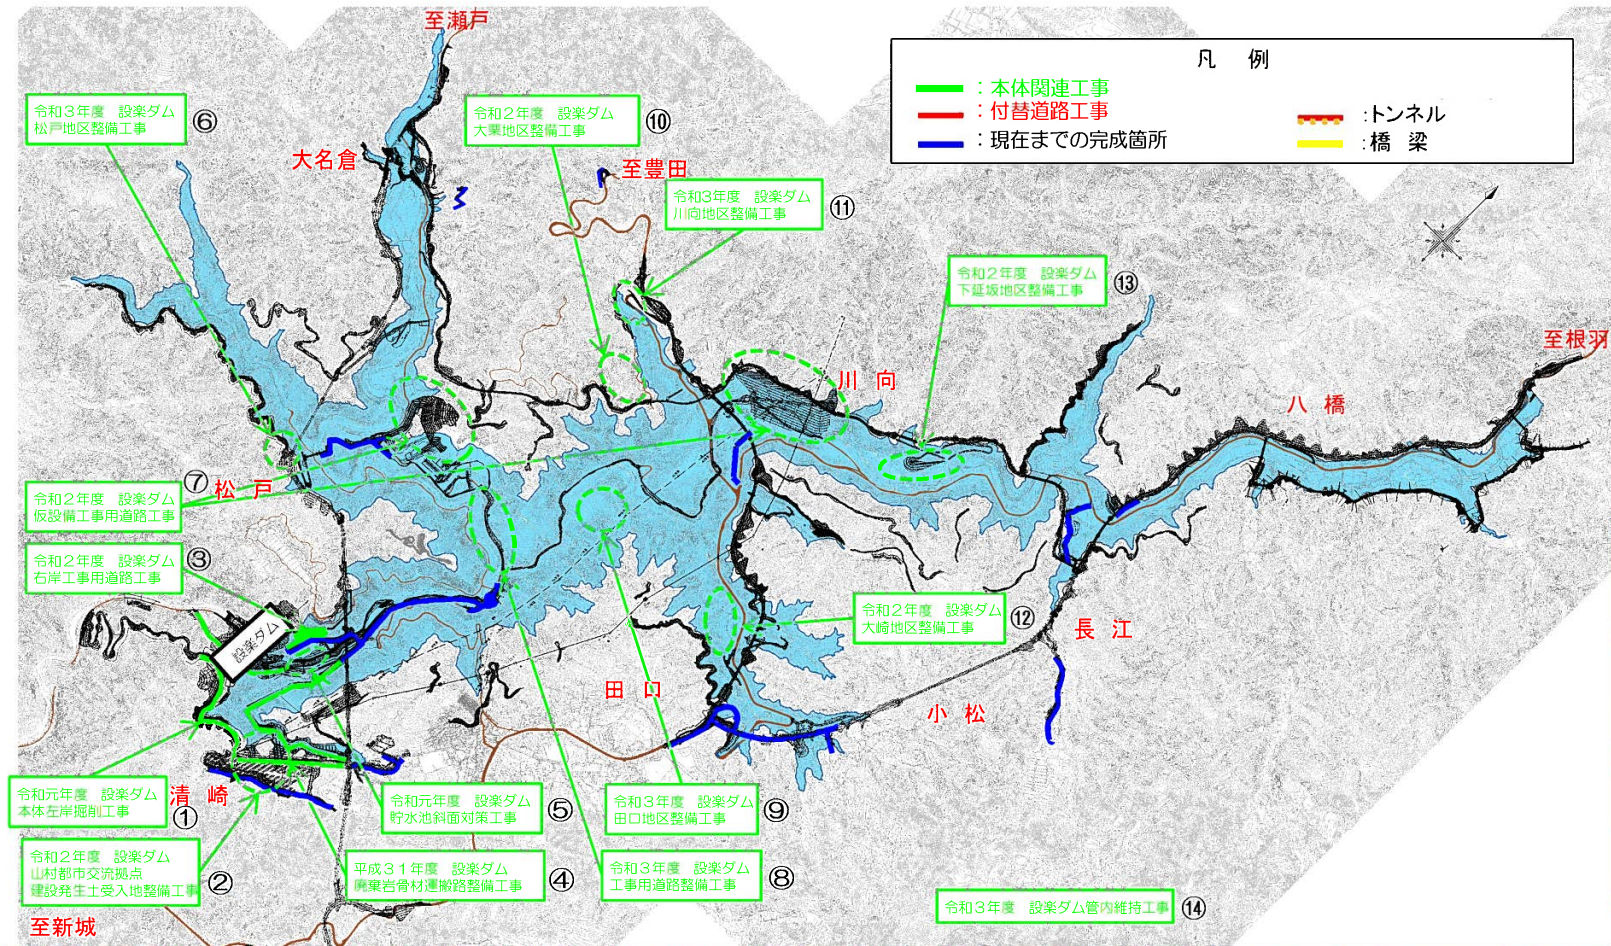 至瀬戸
凡 例
：本体関連工事
：付替道路工事
：現在までの完成箇所
：トンネル
：橋 梁
令和３年度 設楽ダム
松戸地区整備工事
⑥
大名倉
令和２年度 設楽ダム
大栗地区整備工事
⑩
至豊田
令和3年度 設楽ダム
川向地区整備工事
⑪
令和２年度 設楽ダム
下延坂地区整備工事
⑬
至根羽
川 向
八 橋
⑦
松 戸
令和２年度 設楽ダム
仮設備工事用道路工事
令和２年度 設楽ダム
右岸工事用道路工事
③
設楽ダム
令和２年度 設楽ダム
大崎地区整備工事
⑫
長 江
田 口
小 松
令和元年度 設楽ダム
本体左岸掘削工事
清 崎
①
令和元年度 設楽ダム
貯水池斜面対策工事
⑤
令和３年度 設楽ダム
田口地区整備工事
⑨
令和２年度 設楽ダム
山村都市交流拠点
建設発生土受入地整備工事
②
平成３１年度 設楽ダム
廃棄岩骨材運搬路整備工事
④
令和３年度 設楽ダム
工事用道路整備工事
⑧
令和３年度 設楽ダム管内維持工事
⑭
至新城